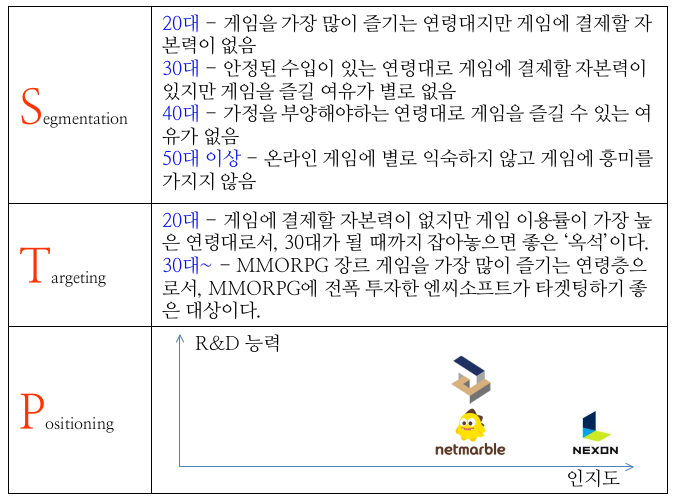 Segmentation
20대 – 게임을 가장 많이 즐기는 연령대지만 게임에 결제할 자
본력이 없음
30대 – 안정된 수입이 있는 연령대로 게임에 결제할 자본력이
있지만 게임을 즐길 여유가 별로 없음
40대 – 가정을 부양해야하는 연령대로 게임을 즐길 수 있는 여
유가 없음
50대 이상 – 온라인 게임에 별로 익숙하지 않고 게임에 흥미를
가지지 않음
Targeting
20대 – 게임에 결제할 자본력이 없지만 게임 이용률이 가장 높
은 연령대로서, 30대가 될 때까지 잡아놓으면 좋은 ‘옥석’이다.
30대~ – MMORPG 장르 게임을 가장 많이 즐기는 연령층으
로서, MMORPG에 전폭 투자한 엔씨소프트가 타겟팅하기 좋
은 대상이다.
Positioning
R&D 능력
netmarble
NEXON
인지도